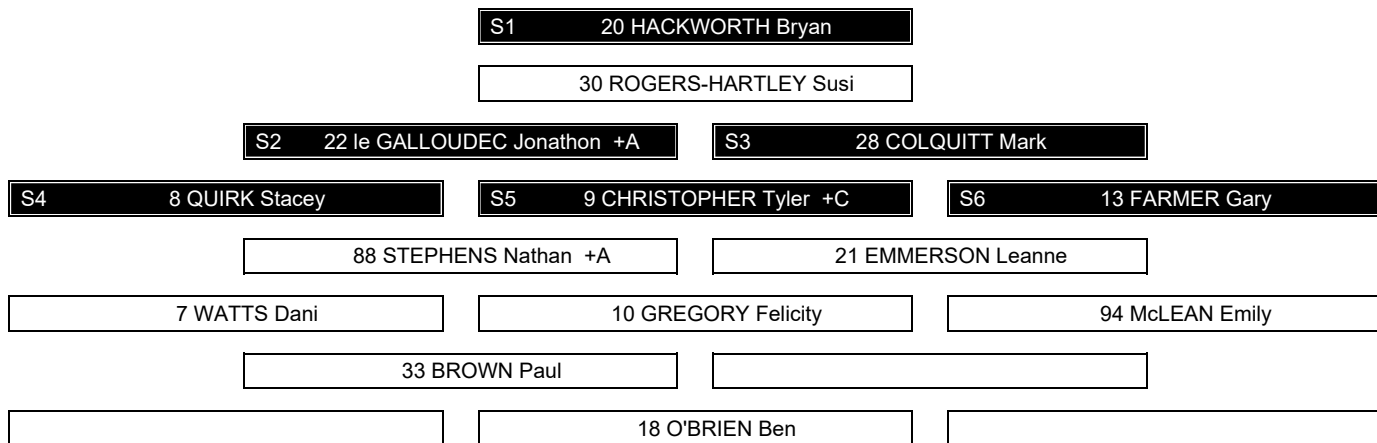 S1 20 HACKWORTH Bryan
30 ROGERS-HARTLEY Susi
S2 22 le GALLOUDEC Jonathon +A S3 28 COLQUITT Mark
S4 8 QUIRK Stacey S5 9 CHRISTOPHER Tyler +C S6 13 FARMER Gary
88 STEPHENS Nathan +A 21 EMMERSON Leanne
7 WATTS Dani 10 GREGORY Felicity 94 McLEAN Emily
33 BROWN Paul
18 O'BRIEN Ben